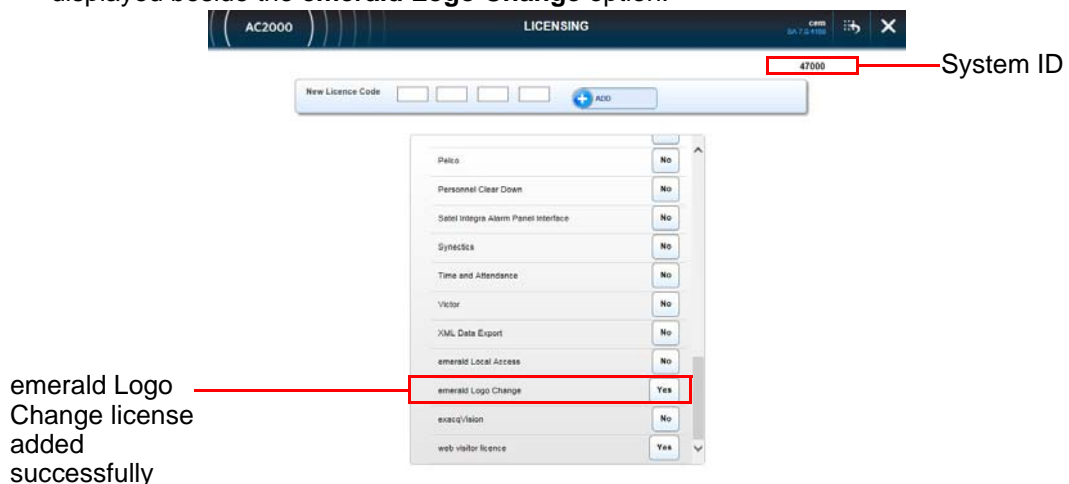 displayed beside the emerald Logo Change option.
AC2000
LICENSING
cem
47000
System ID
New Licence Code
ADD
Pelco No
Personnel Clear Down No
Satel Integra Alarm Panel Interface No
Synectics No
Time and Attendance No
Victor No
XML Data Export No
emerald Local Access No
emerald Logo
Change license
added
successfully
emerald Logo Change Yes
exacqVision No
web visitor licence Yes